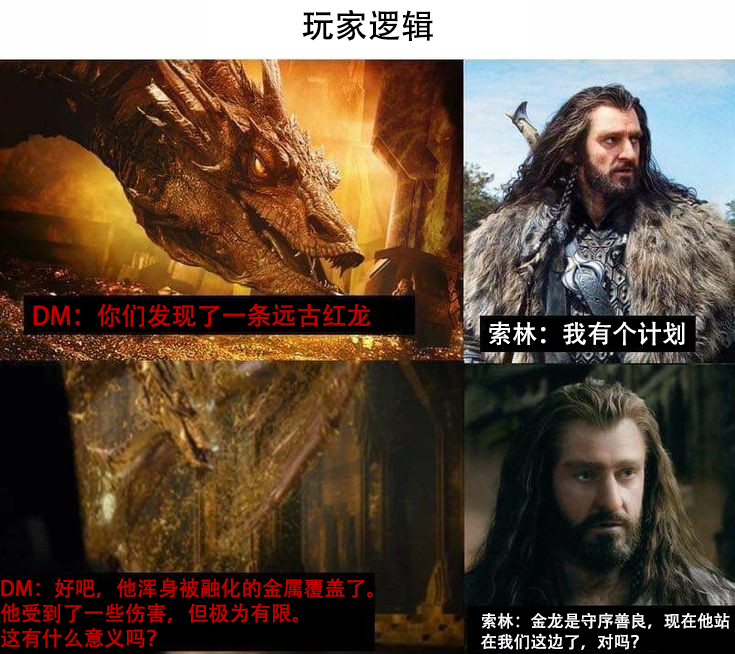 玩家逻辑
DM：你们发现了一条远古红龙
索林：我有个计划
DM：好吧，他浑身被融化的金属覆盖了。
他受到了一些伤害，但极为有限。
这有什么意义吗？
索林：金龙是守序善良，现在他站
在我们这边了，对吗？